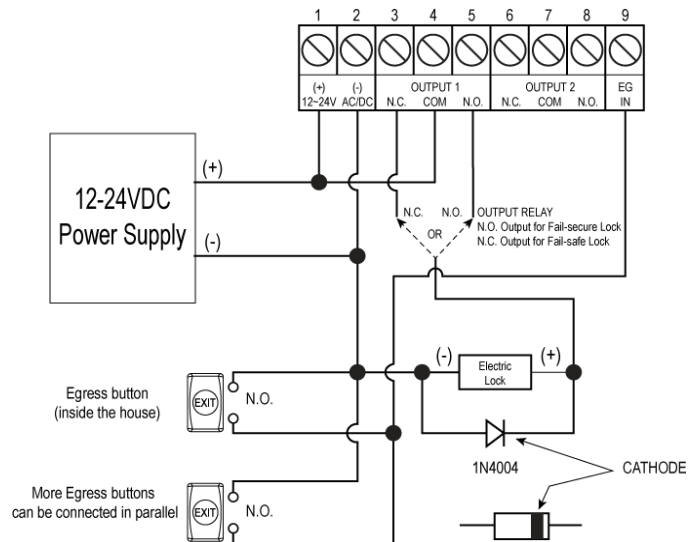 1 2 3 4 5 6 7 8 9
(+) (-) OUTPUT 1 OUTPUT 2 EG
12~24V AC/DC N.C. COM N.O. N.C. COM N.O. IN
(+)
12-24VDC
Power Supply
(-)
N.C. N.O. OUTPUT RELAY
OR
N.O. Output for Fail-secure Lock
N.C. Output for Fail-safe Lock
(-) Electric (+)
Lock
Egress button
(inside the house)
EXIT
N.O.
1N4004
CATHODE
More Egress buttons
can be connected in parallel
EXIT
N.O.